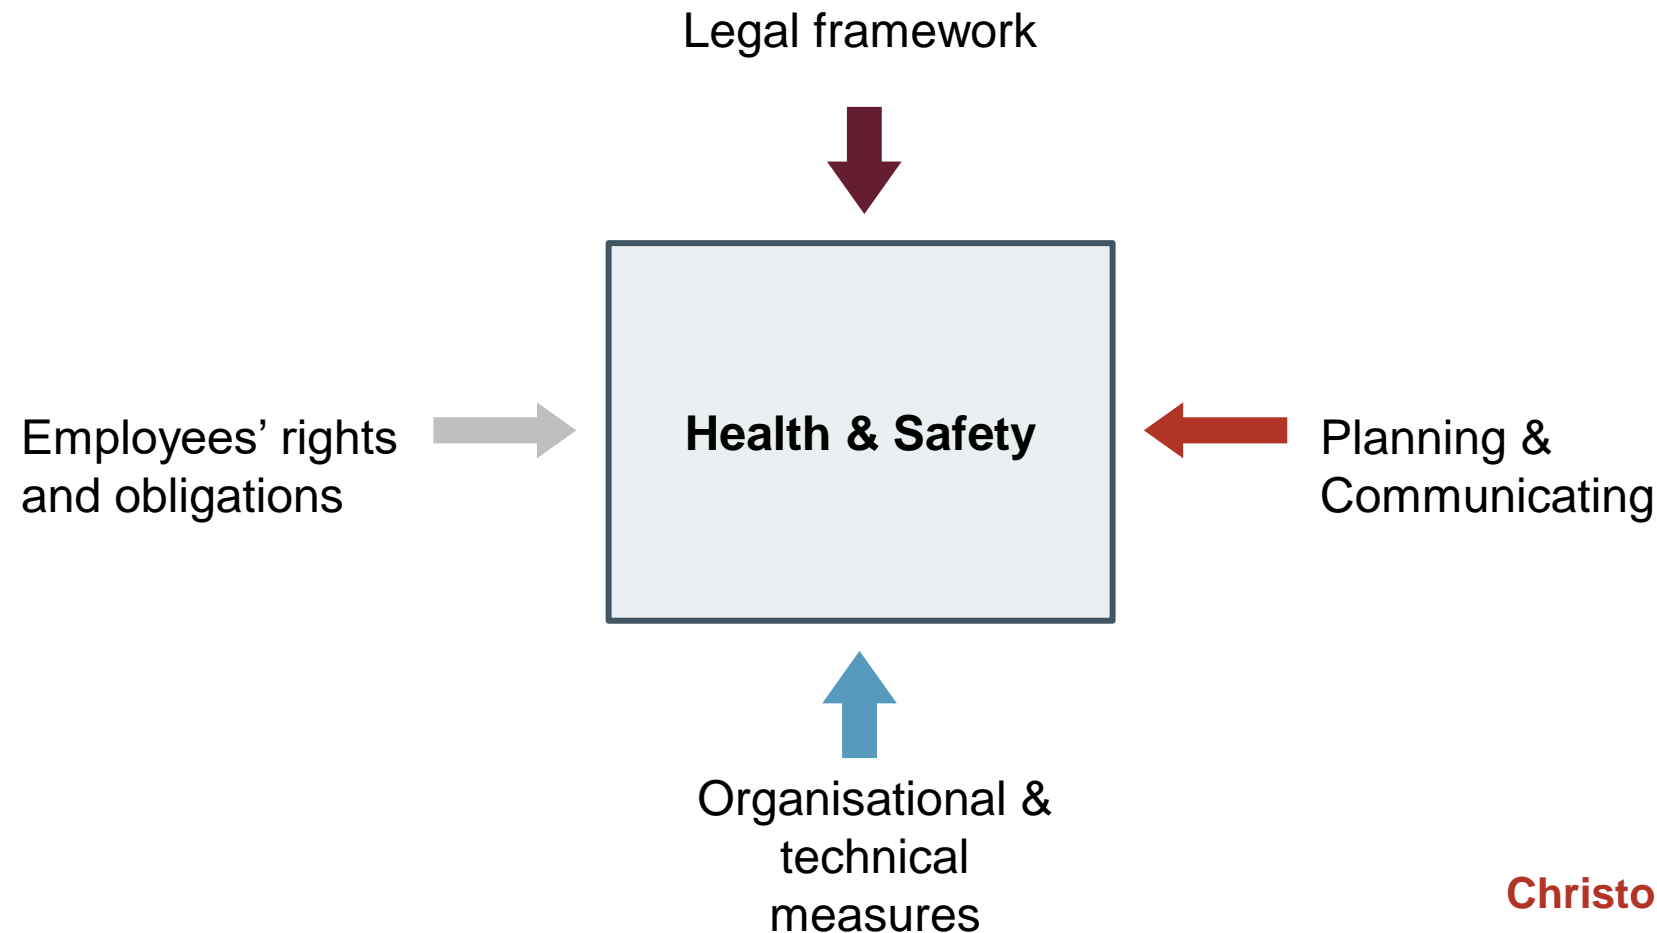 Legal framework
Employees’ rights
and obligations
Health & Safety
Planning &
Communicating
Organisational &
technical
measures
Christo